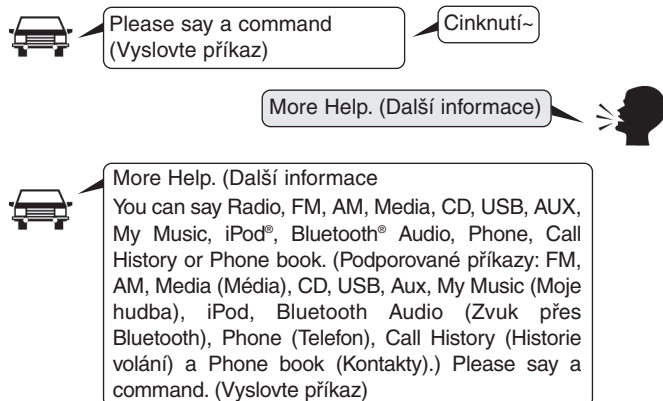 Please say a command
(Vyslovte příkaz)
Cinknutí~
More Help. (Další informace)
More Help. (Další informace
You can say Radio, FM, AM, Media, CD, USB, AUX,
My Music, iPod®, Bluetooth® Audio, Phone, Call
History or Phone book. (Podporované příkazy: FM,
AM, Media (Média), CD, USB, Aux, My Music (Moje
hudba), iPod, Bluetooth Audio (Zvuk přes
Bluetooth), Phone (Telefon), Call History (Historie
volání) a Phone book (Kontakty).) Please say a
command. (Vyslovte příkaz)